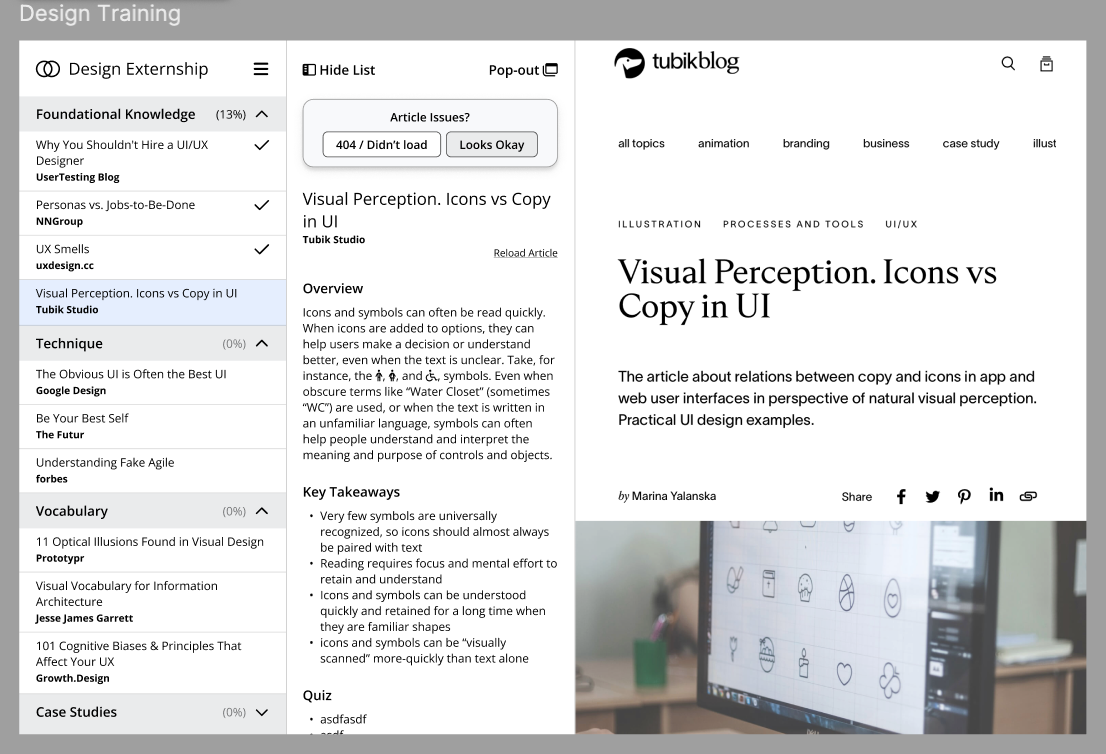 Design Training
Design Externship
Foundational Knowledge (13%)
Why You Shouldn't Hire a UI/UX
Designer
UserTesting Blog
Personas vs. Jobs-to-Be-Done
NNGroup
UX Smells
uxdesign.cc
Visual Perception. Icons vs Copy in UI
Tubik Studio
Technique (0%)
The Obvious UI is Often the Best UI
Google Design
Be Your Best Self
The Futur
Understanding Fake Agile
forbes
Vocabulary (0%)
11 Optical Illusions Found in Visual Design
Prototypr
Visual Vocabulary for Information
Architecture
Jesse James Garrett
101 Cognitive Biases & Principles That
Affect Your UX
Growth.Design
Case Studies (0%)
Hide List Pop-out
Article Issues?
404 / Didn't load Looks Okay
Visual Perception. Icons vs Copy
in UI
Tubik Studio
Reload Article
Overview
Icons and symbols can often be read quickly.
When icons are added to options, they can
help users make a decision or understand
better, even when the text is unclear. Take, for
instance, the , , and , symbols. Even when
obscure terms like “Water Closet” (sometimes
“WC”) are used, or when the text is written in
an unfamiliar language, symbols can often
help people understand and interpret the
meaning and purpose of controls and objects.
Key Takeaways
• Very few symbols are universally
recognized, so icons should almost always
be paired with text
• Reading requires focus and mental effort to
retain and understand
• Icons and symbols can be understood
quickly and retained for a long time when
they are familiar shapes
• icons and symbols can be “visually
scanned” more-quickly than text alone
Quiz
• asdfasdf
tubikblog
all topics animation branding business case study illust
ILLUSTRATION PROCESSES AND TOOLS UI/UX
Visual Perception. Icons vs
Copy in UI
The article about relations between copy and icons in app and
web user interfaces in perspective of natural visual perception.
Practical UI design examples.
by Marina Yalanska Share